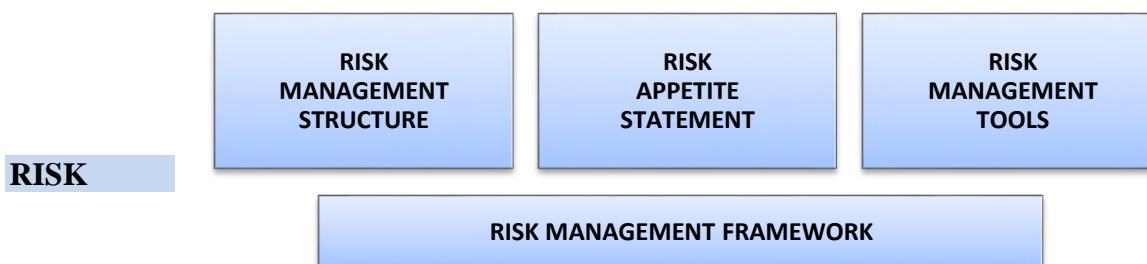 RISK
MANAGEMENT
STRUCTURE
RISK
APPETITE
STATEMENT
RISK
MANAGEMENT
TOOLS
RISK
RISK MANAGEMENT FRAMEWORK